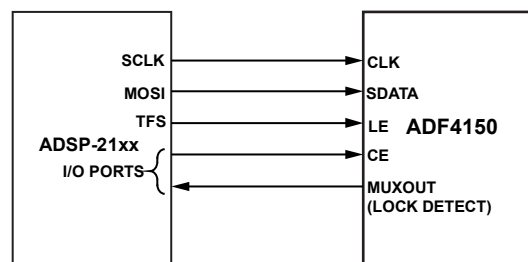 SCLK
MOSI
TFS
ADSP-21xx
I/O PORTS
CLK
SDATA
LE
ADF4150
CE
MUXOUT
(LOCK DETECT)